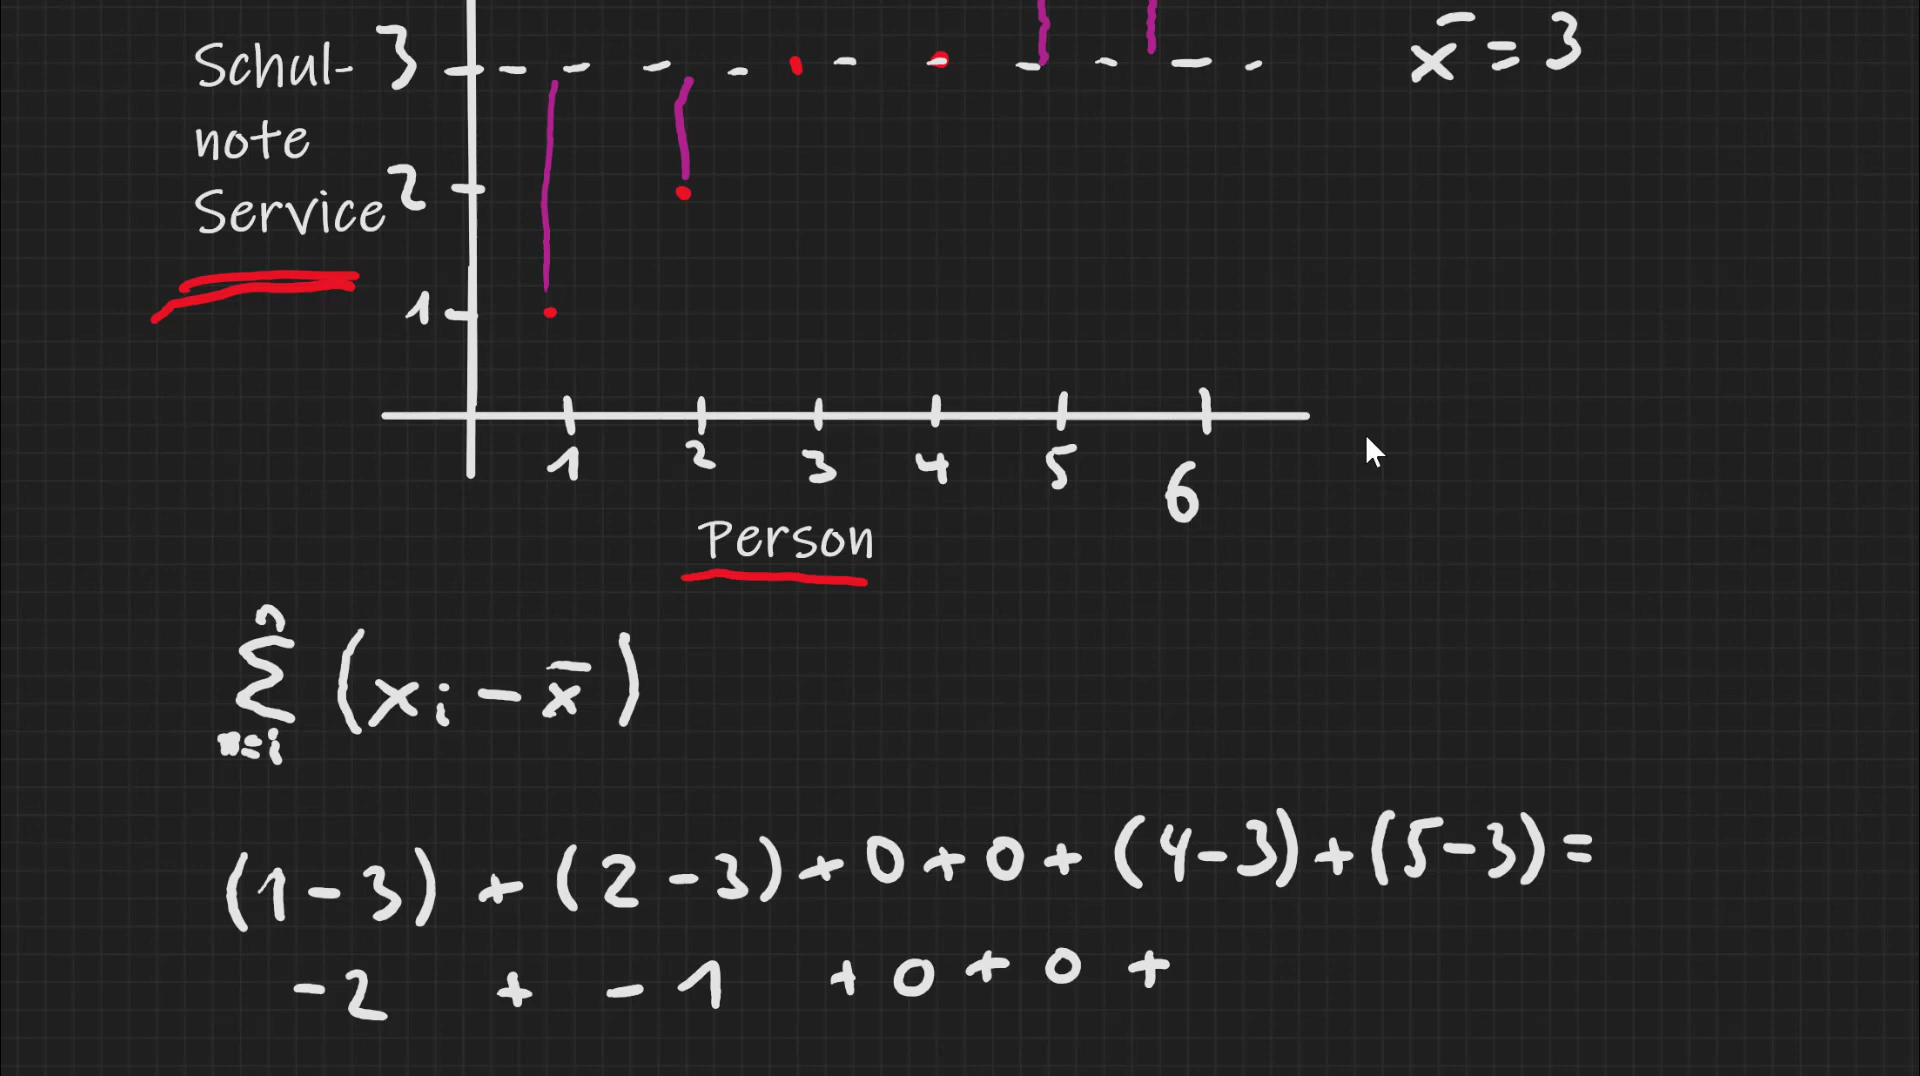 Schul-
note
Service
3
2
1
x̄ = 3
1 2 3 4 5 6
Person
n
Σ (xᵢ - x̄)
n=i
(1-3) + (2-3) + 0 + 0 + (4-3) + (5-3) =
-2 + -1 + 0 + 0 +